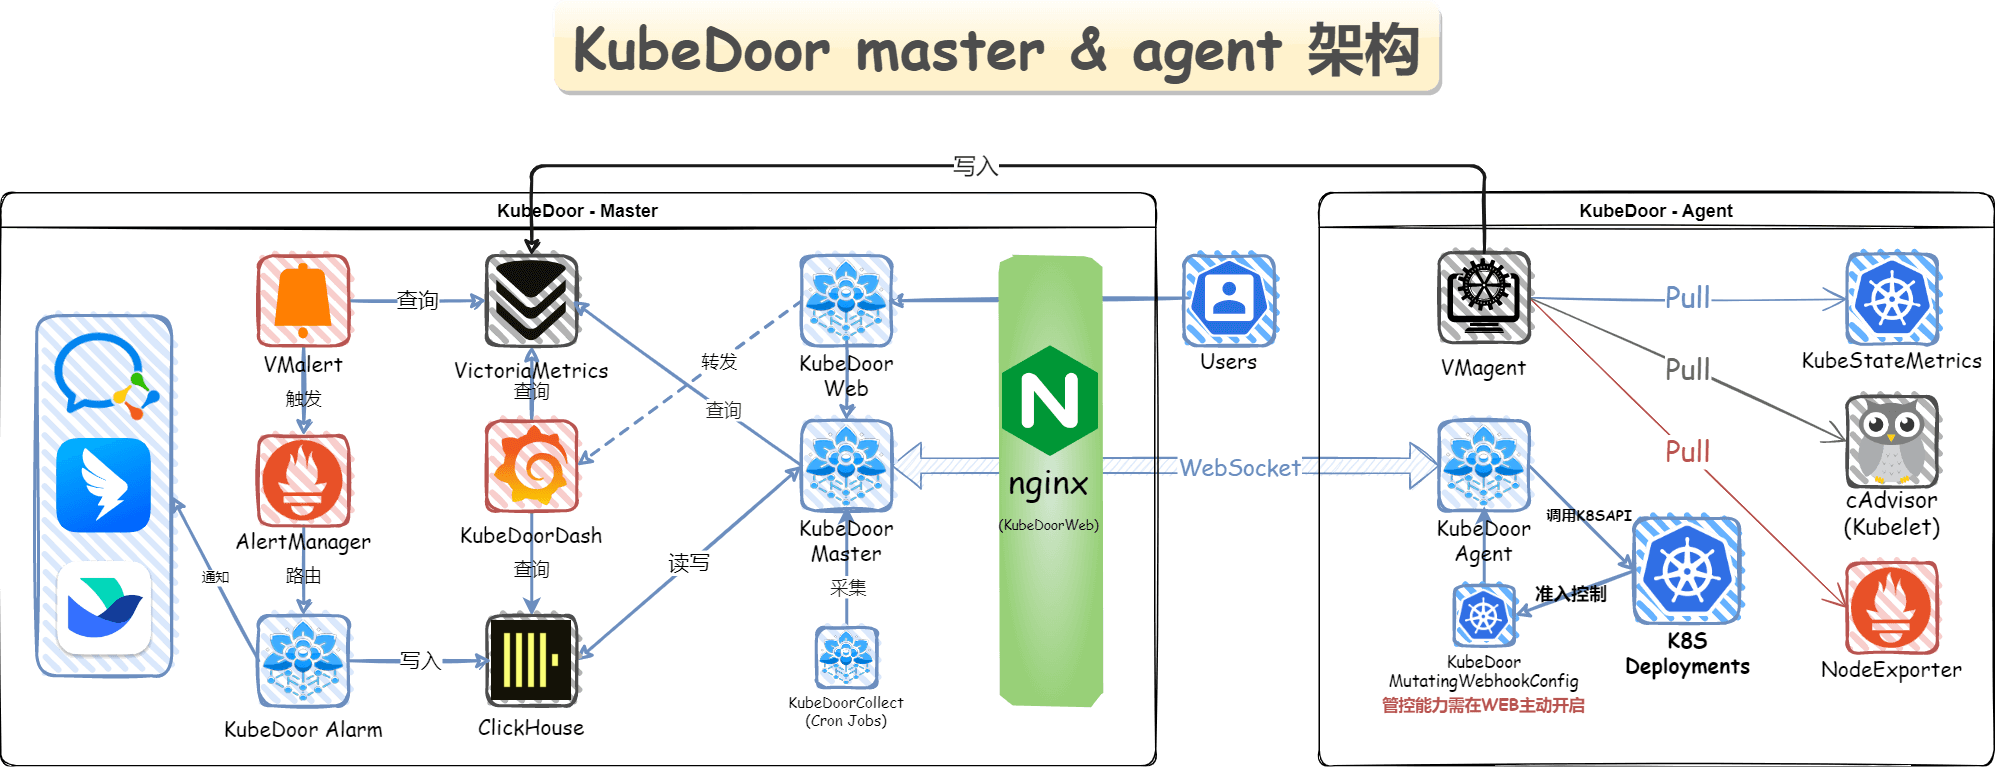 KubeDoor master & agent 架构
写入
KubeDoor - Master
KubeDoor - Agent
查询
VMalert
触发
AlertManager
路由
通知
KubeDoor Alarm
写入
VictoriaMetrics
查询
KubeDoorDash
查询
ClickHouse
转发
查询
读写
KubeDoor
Web
KubeDoor
Master
采集
KubeDoorCollect
(Cron Jobs)
nginx
(KubeDoorWeb)
Users
WebSocket
VMagent
Pull
Pull
Pull
KubeStateMetrics
cAdvisor
(Kubelet)
NodeExporter
KubeDoor
Agent
调用K8SAPI
准入控制
K8S
Deployments
KubeDoor
MutatingWebhookConfig
管控能力需在WEB主动开启